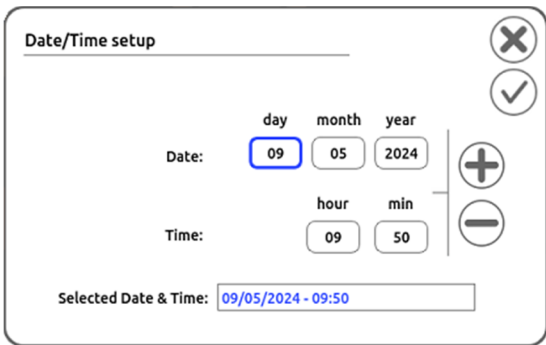 Date/Time setup
day month year
Date: 09 05 2024
hour min
Time: 09 50
Selected Date & Time: 09/05/2024 - 09:50